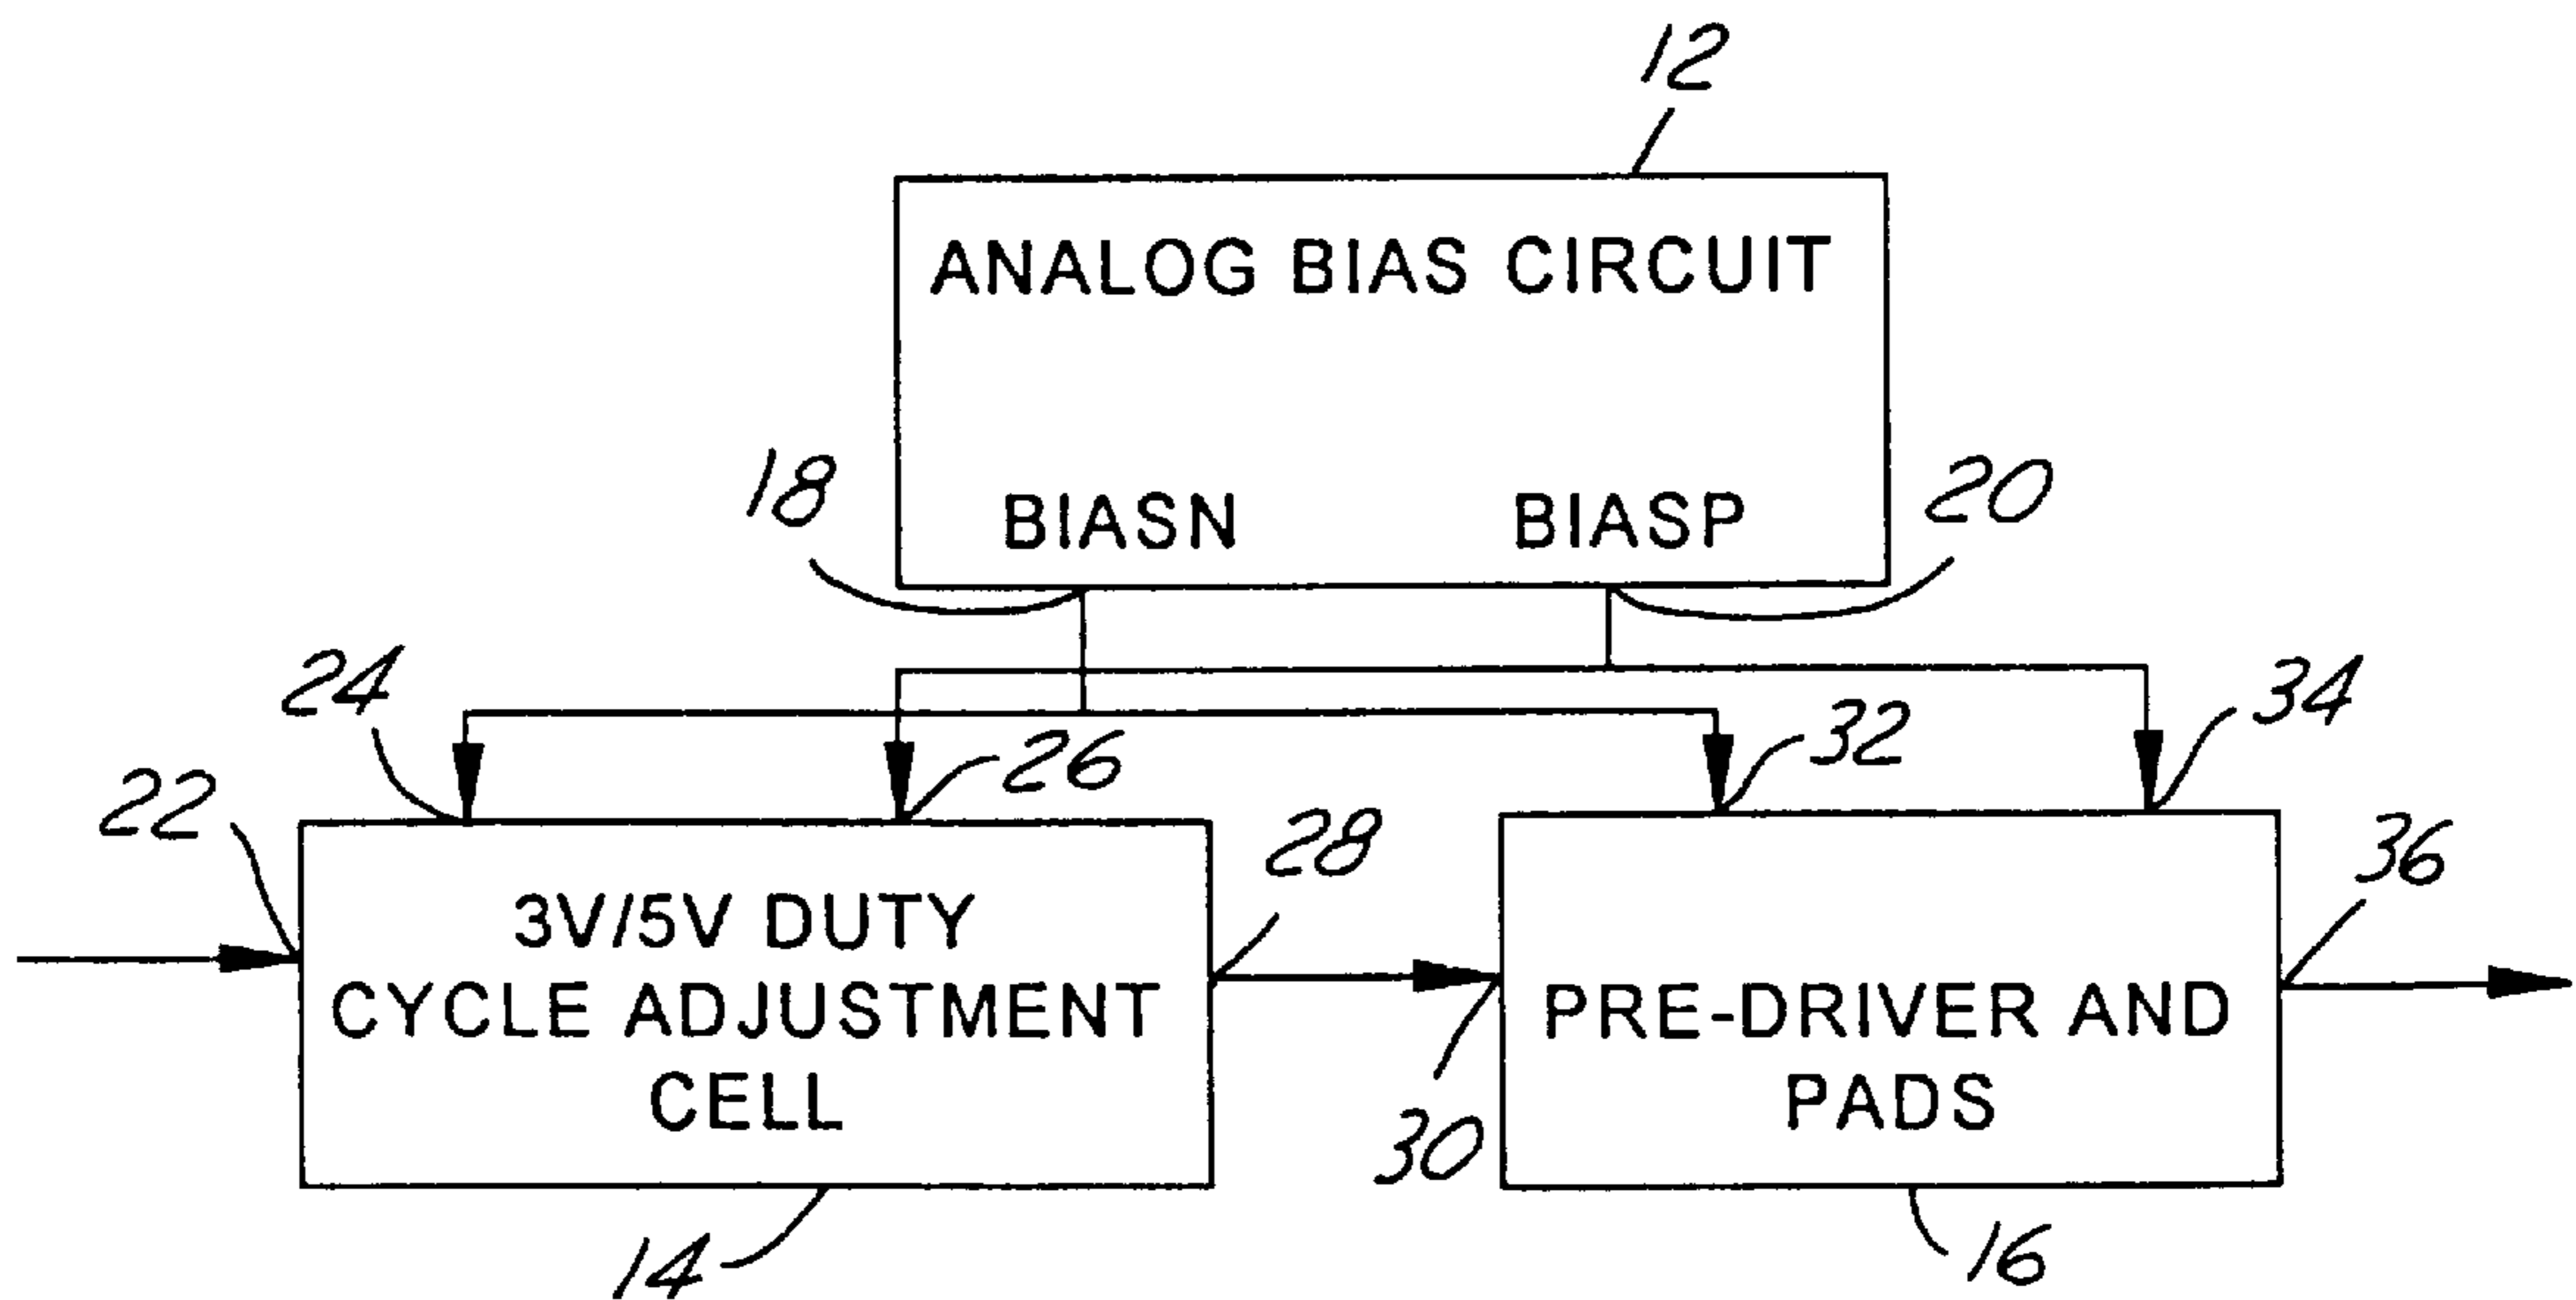 12
ANALOG BIAS CIRCUIT
18
BIASN
BIASP
20
24
26
32
34
22
28
36
3V/5V DUTY
CYCLE ADJUSTMENT
CELL
30
PRE-DRIVER AND
PADS
14
16